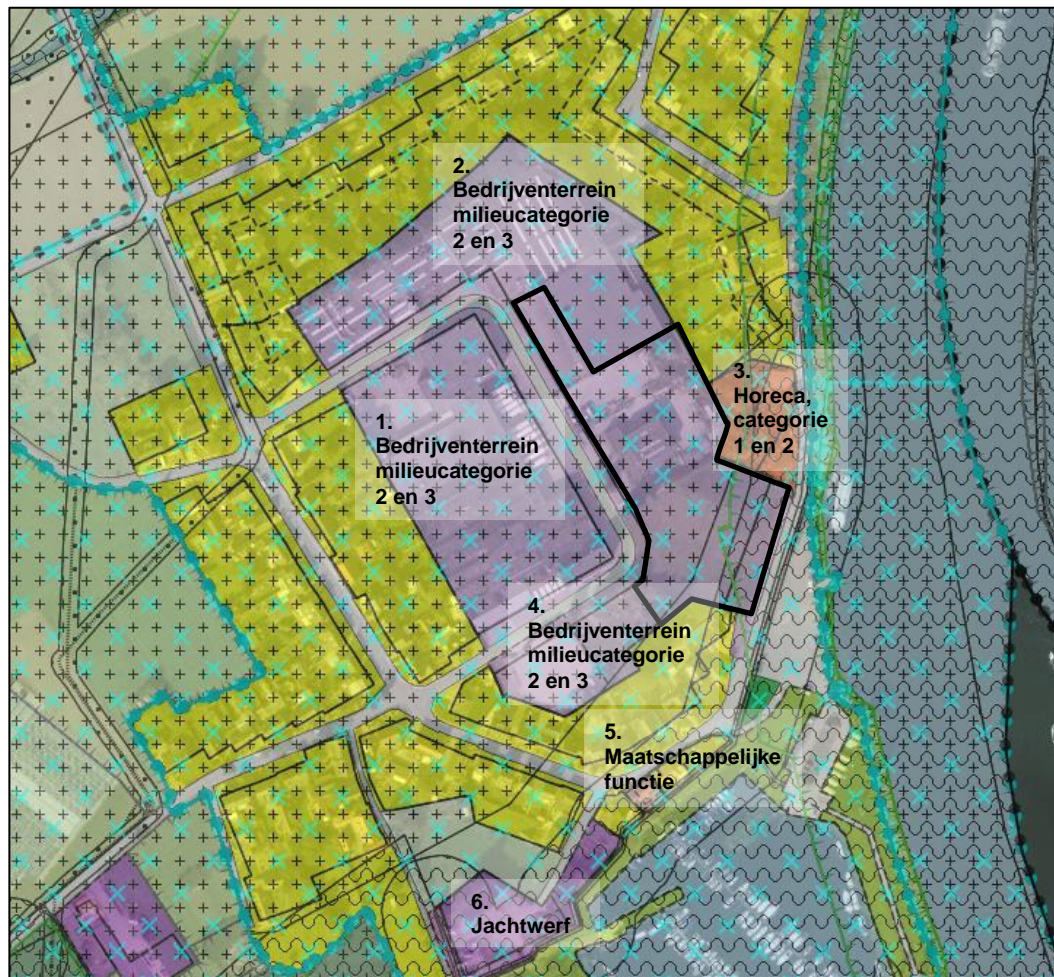 2.
Bedrijventerrein
milieucategorie
2 en 3
3.
Horeca,
categorie
1 en 2
1.
Bedrijventerrein
milieucategorie
2 en 3
4.
Bedrijventerrein
milieucategorie
2 en 3
5.
Maatschappelijke
functie
6.
Jachtwerf